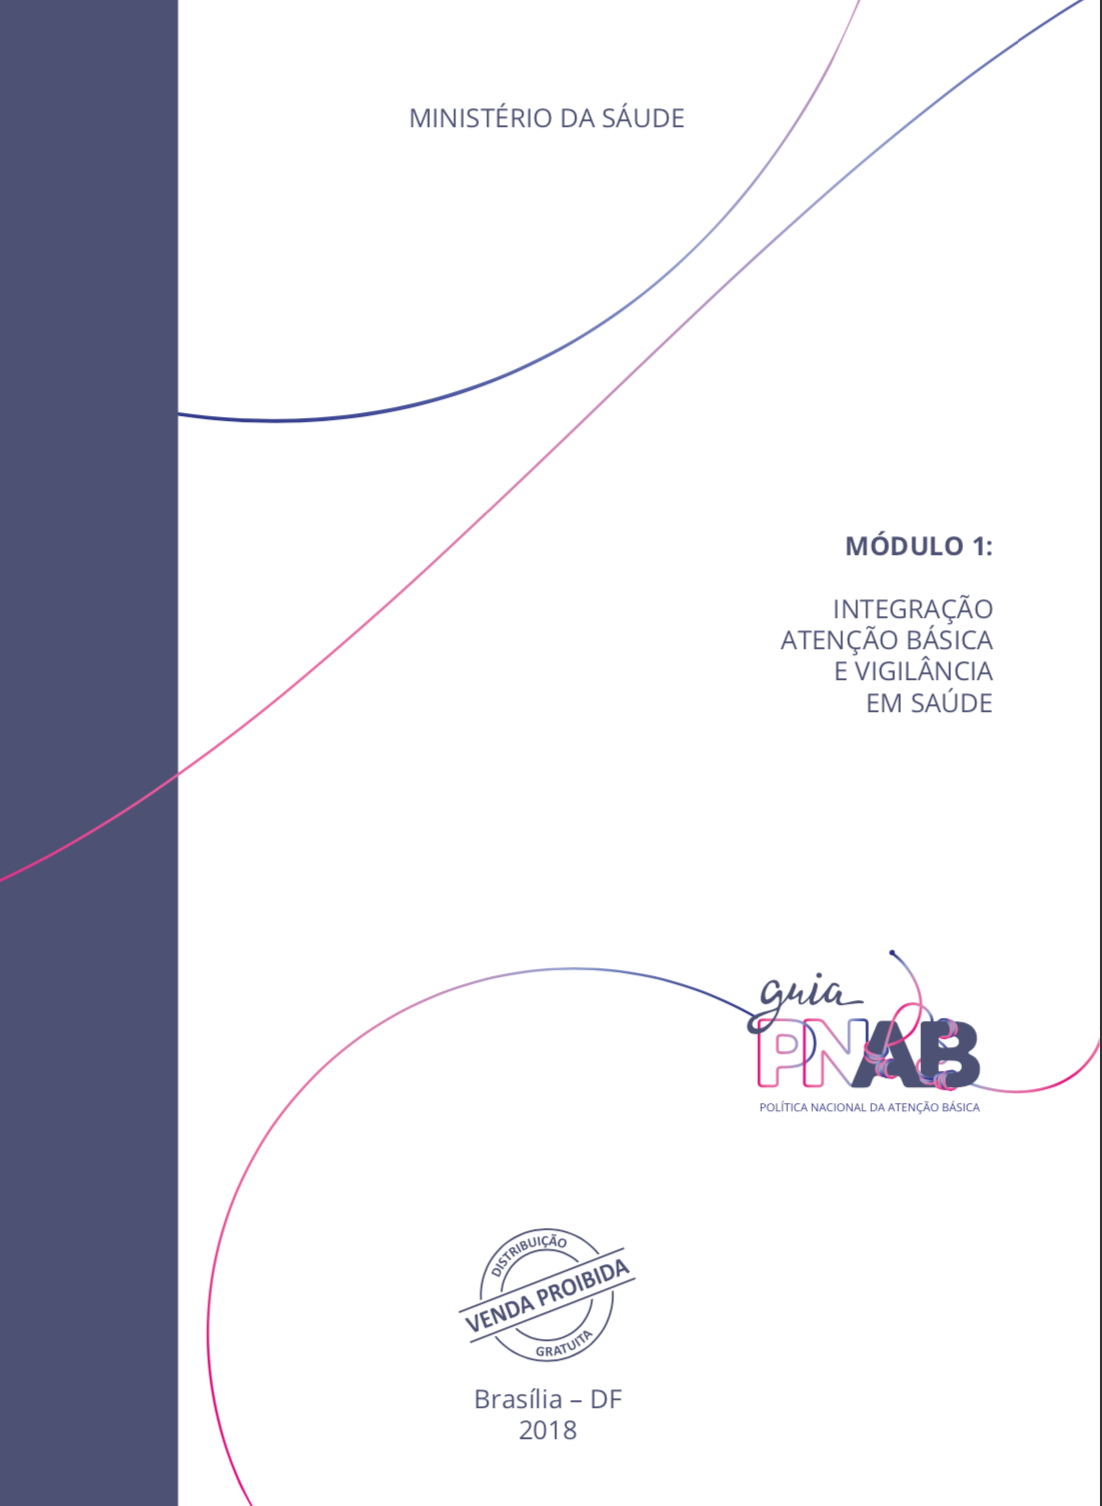 MINISTÉRIO DA SÁUDE
MÓDULO 1:
INTEGRAÇÃO
ATENÇÃO BÁSICA
E VIGILÂNCIA
EM SAÚDE
guia
PNAB
POLÍTICA NACIONAL DA ATENÇÃO BÁSICA
DISTRIBUIÇÃO
VENDA PROIBIDA
GRATUITA
Brasília – DF
2018